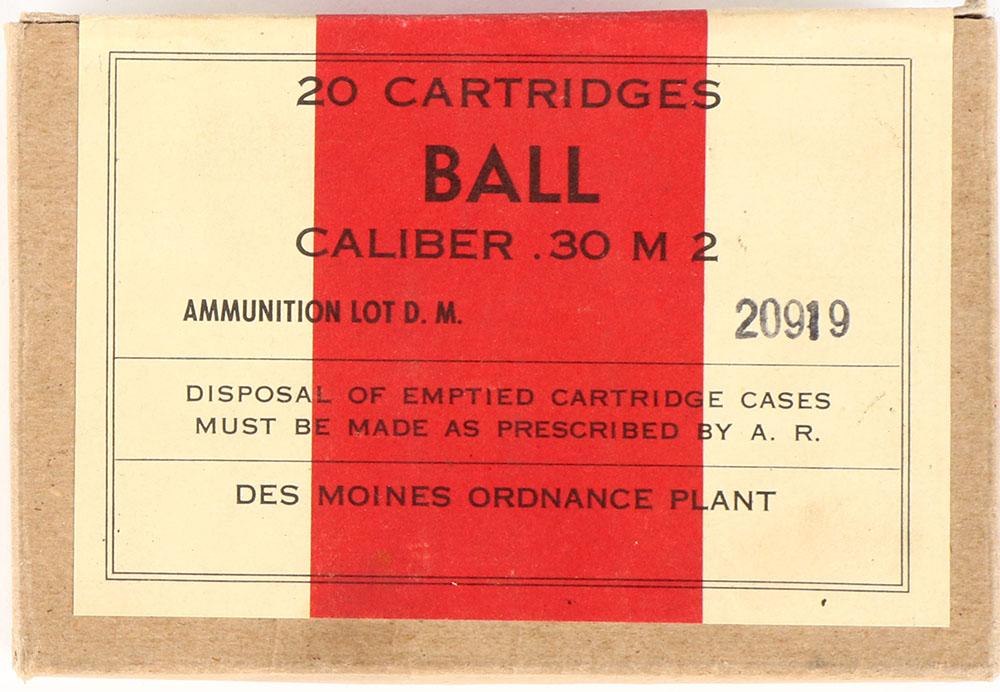 20 CARTRIDGES
BALL
CALIBER .30 M 2
AMMUNITION LOT D. M. 20919
DISPOSAL OF EMPTIED CARTRIDGE CASES
MUST BE MADE AS PRESCRIBED BY A. R.
DES MOINES ORDNANCE PLANT